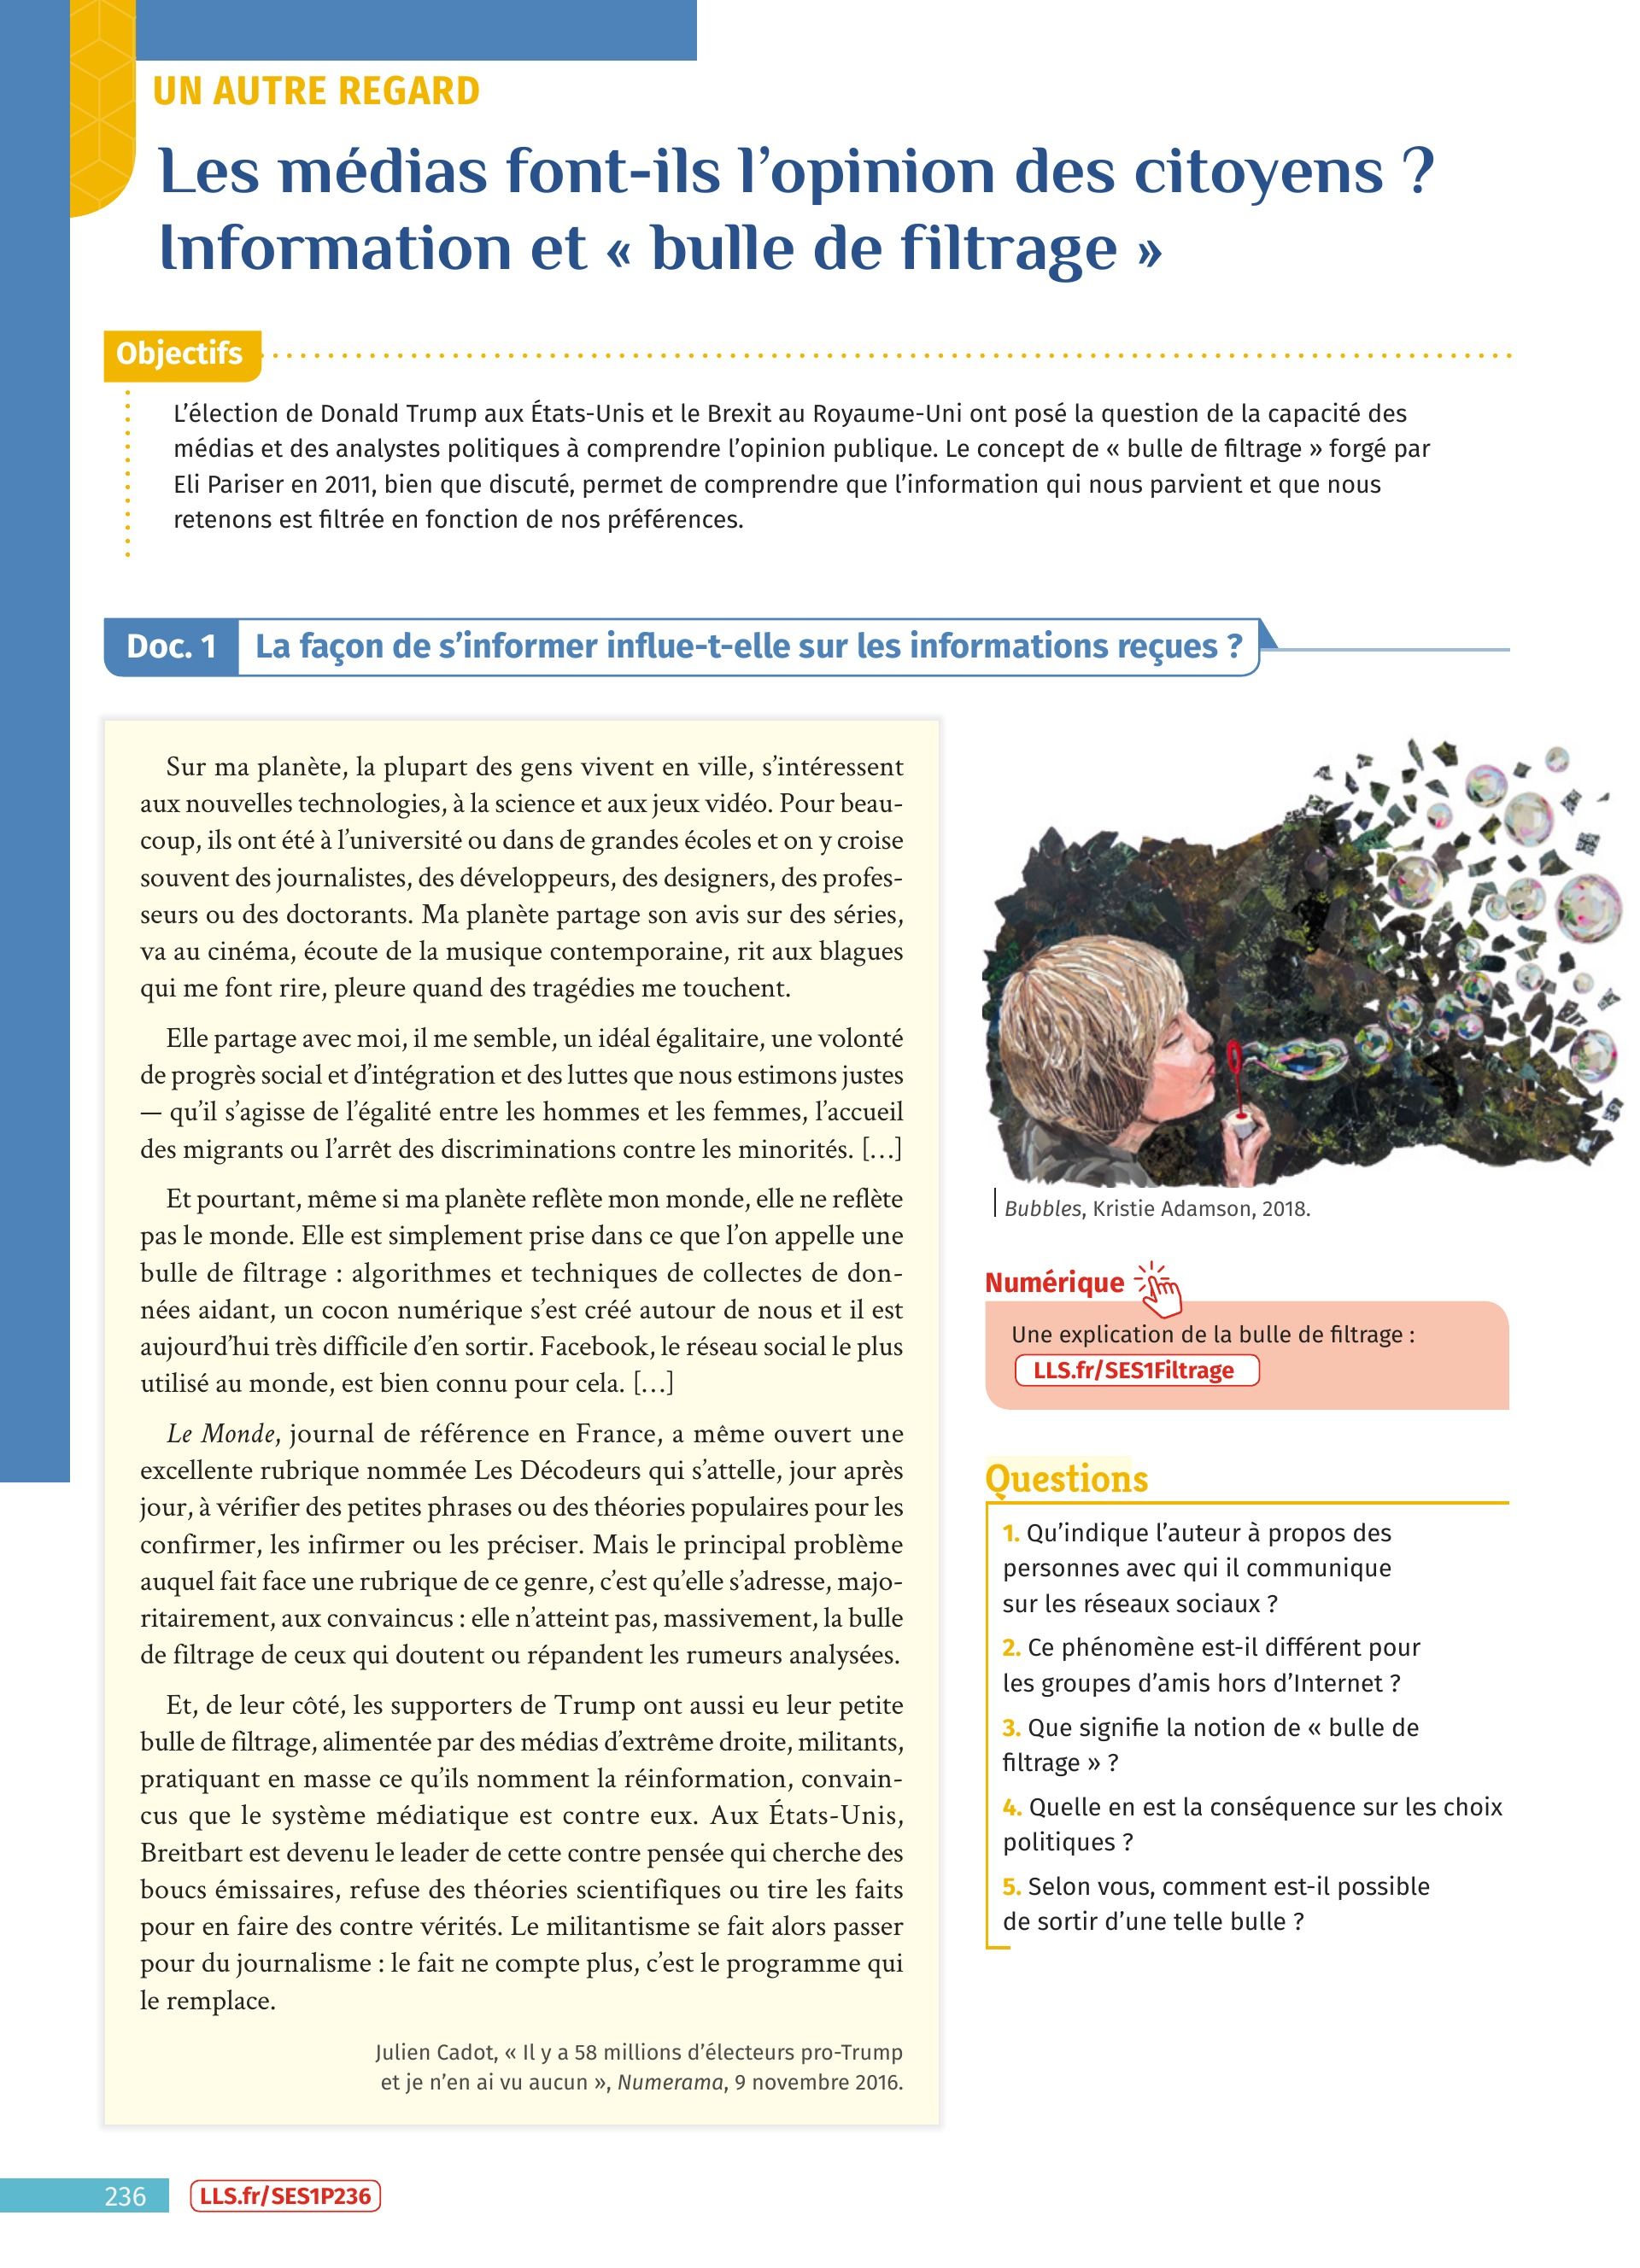 UN AUTRE REGARD
Les médias font-ils l’opinion des citoyens ?
Information et « bulle de filtrage »
Objectifs
L’élection de Donald Trump aux États-Unis et le Brexit au Royaume-Uni ont posé la question de la capacité des
médias et des analystes politiques à comprendre l’opinion publique. Le concept de « bulle de filtrage » forgé par
Eli Pariser en 2011, bien que discuté, permet de comprendre que l’information qui nous parvient et que nous
retenons est filtrée en fonction de nos préférences.
Doc. 1 La façon de s’informer influe-t-elle sur les informations reçues ?
Sur ma planète, la plupart des gens vivent en ville, s’intéressent
aux nouvelles technologies, à la science et aux jeux vidéo. Pour beau-
coup, ils ont été à l’université ou dans de grandes écoles et on y croise
souvent des journalistes, des développeurs, des designers, des profes-
seurs ou des doctorants. Ma planète partage son avis sur des séries,
va au cinéma, écoute de la musique contemporaine, rit aux blagues
qui me font rire, pleure quand des tragédies me touchent.
Elle partage avec moi, il me semble, un idéal égalitaire, une volonté
de progrès social et d’intégration et des luttes que nous estimons justes
— qu’il s’agisse de l’égalité entre les hommes et les femmes, l’accueil
des migrants ou l’arrêt des discriminations contre les minorités. […]
Et pourtant, même si ma planète reflète mon monde, elle ne reflète
pas le monde. Elle est simplement prise dans ce que l’on appelle une
bulle de filtrage : algorithmes et techniques de collectes de don-
nées aidant, un cocon numérique s’est créé autour de nous et il est
aujourd’hui très difficile d’en sortir. Facebook, le réseau social le plus
utilisé au monde, est bien connu pour cela. […]
Le Monde, journal de référence en France, a même ouvert une
excellente rubrique nommée Les Décodeurs qui s’attelle, jour après
jour, à vérifier des petites phrases ou des théories populaires pour les
confirmer, les infirmer ou les préciser. Mais le principal problème
auquel fait face une rubrique de ce genre, c’est qu’elle s’adresse, majo-
ritairement, aux convaincus : elle n’atteint pas, massivement, la bulle
de filtrage de ceux qui doutent ou répandent les rumeurs analysées.
Et, de leur côté, les supporters de Trump ont aussi eu leur petite
bulle de filtrage, alimentée par des médias d’extrême droite, militants,
pratiquant en masse ce qu’ils nomment la réinformation, convain-
cus que le système médiatique est contre eux. Aux États-Unis,
Breitbart est devenu le leader de cette contre pensée qui cherche des
boucs émissaires, refuse des théories scientifiques ou tire les faits
pour en faire des contre vérités. Le militantisme se fait alors passer
pour du journalisme : le fait ne compte plus, c’est le programme qui
le remplace.
Julien Cadot, « Il y a 58 millions d’électeurs pro-Trump
et je n’en ai vu aucun », Numerama, 9 novembre 2016.
Bubbles, Kristie Adamson, 2018.
Numérique
Une explication de la bulle de filtrage :
LLS.fr/SES1Filtrage
Questions
1. Qu’indique l’auteur à propos des
personnes avec qui il communique
sur les réseaux sociaux ?
2. Ce phénomène est-il différent pour
les groupes d’amis hors d’Internet ?
3. Que signifie la notion de « bulle de
filtrage » ?
4. Quelle en est la conséquence sur les choix
politiques ?
5. Selon vous, comment est-il possible
de sortir d’une telle bulle ?
236 LLS.fr/SES1P236